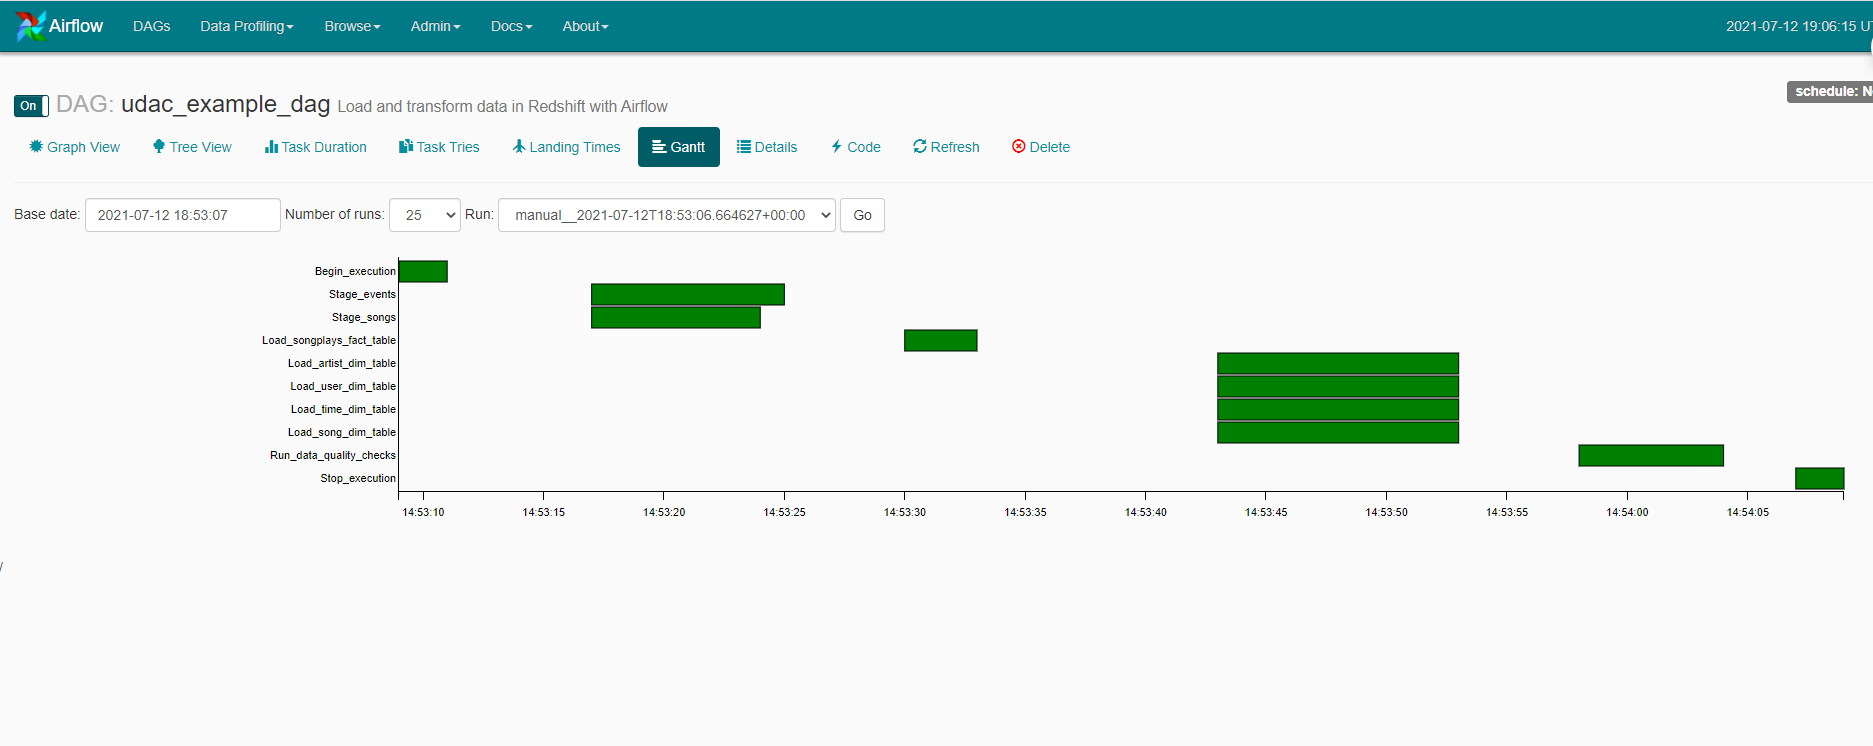 Airflow DAGs Data Profiling Browse Admin Docs About 2021-07-12 19:06:15
On DAG: udac_example_dag Load and transform data in Redshift with Airflow schedule:
Graph View Tree View Task Duration Task Tries Landing Times Gantt Details Code Refresh Delete
Base date: 2021-07-12 18:53:07 Number of runs: 25 Run: manual__2021-07-12T18:53:06.664627+00:00 Go
Begin_execution
Stage_events
Stage_songs
Load_songplays_fact_table
Load_artist_dim_table
Load_user_dim_table
Load_time_dim_table
Load_song_dim_table
Run_data_quality_checks
Stop_execution
14:53:10 14:53:15 14:53:20 14:53:25 14:53:30 14:53:35 14:53:40 14:53:45 14:53:50 14:53:55 14:54:00 14:54:05
/